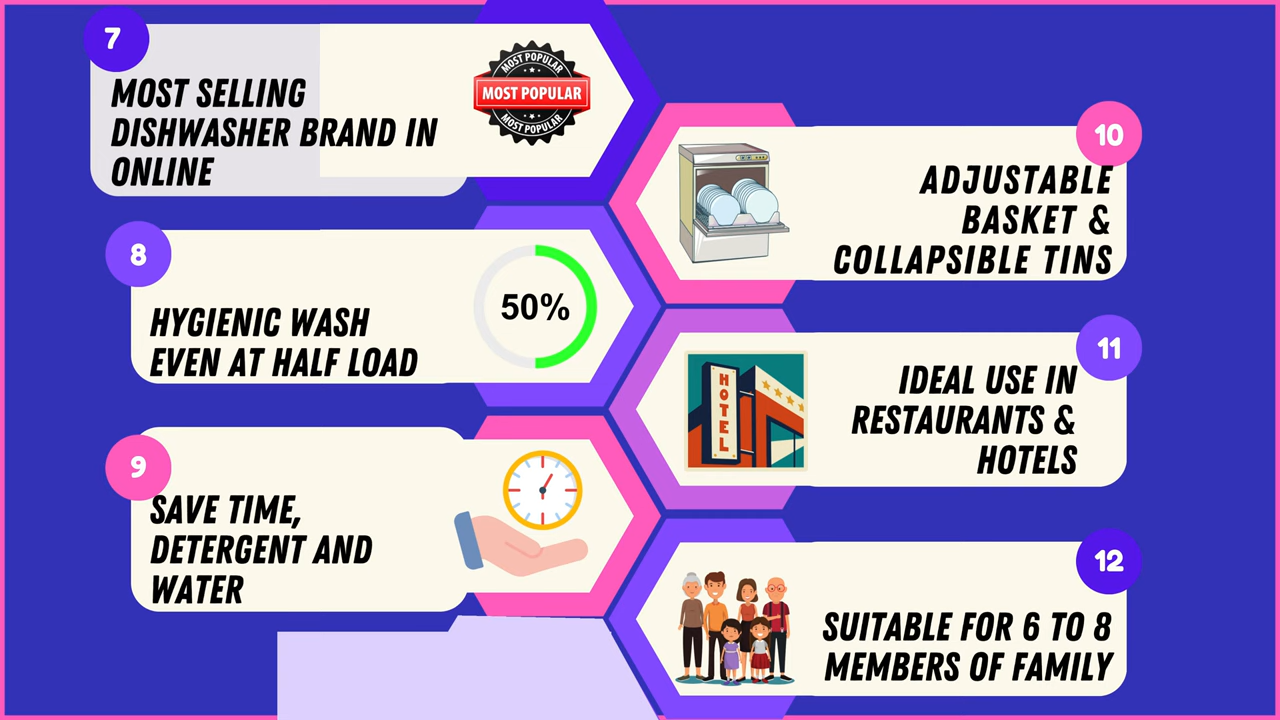 7
MOST SELLING
DISHWASHER BRAND IN
ONLINE
MOST POPULAR
MOST POPULAR
MOST POPULAR
8
HYGIENIC WASH
EVEN AT HALF LOAD
50%
9
SAVE TIME,
DETERGENT AND
WATER
10
ADJUSTABLE
BASKET &
COLLAPSIBLE TINS
11
IDEAL USE IN
RESTAURANTS &
HOTELS
HOTEL
12
SUITABLE FOR 6 TO 8
MEMBERS OF FAMILY